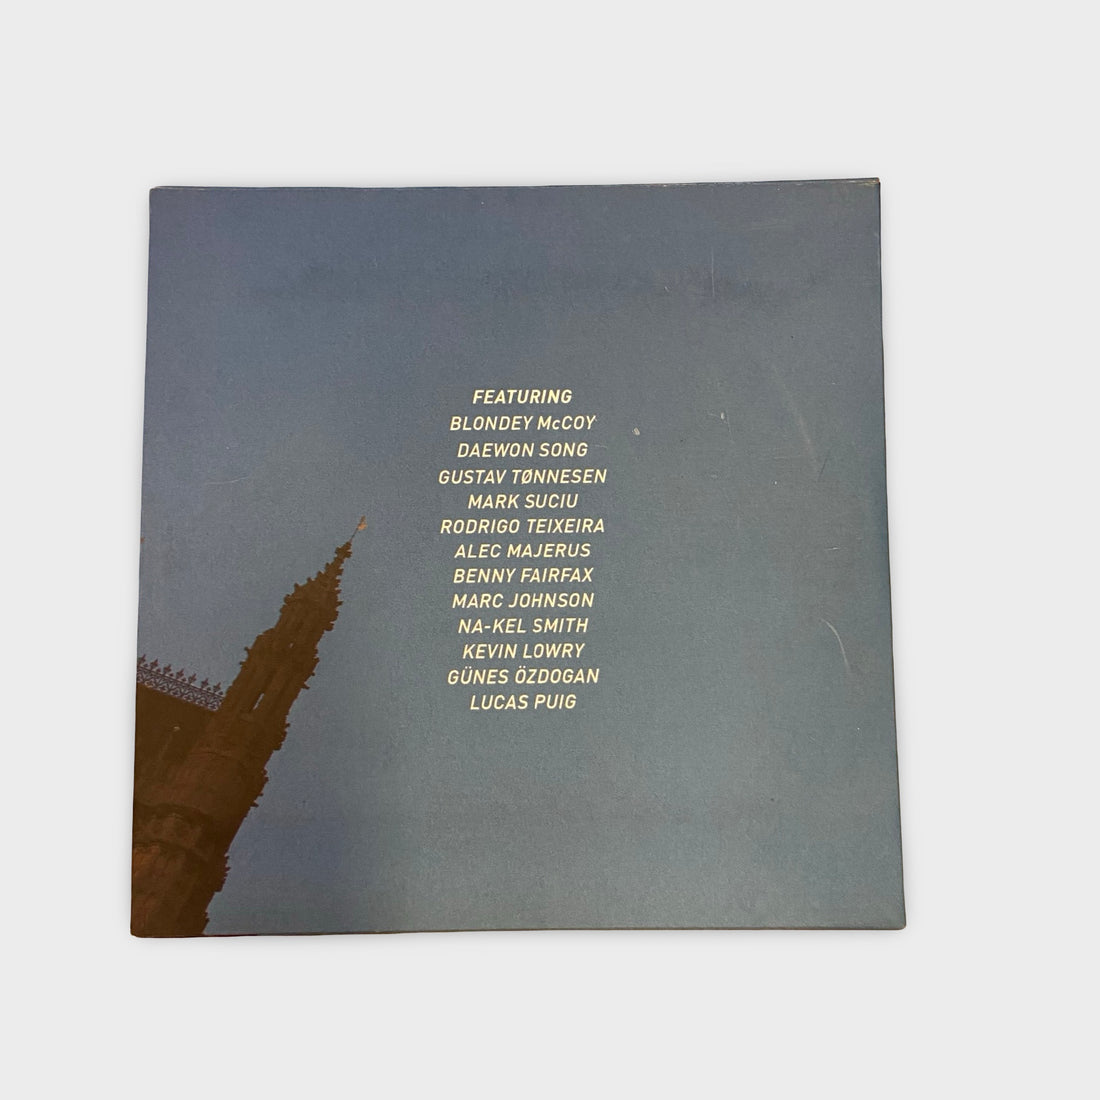 FEATURING
BLONDEY McCOY
DAEWON SONG
GUSTAV TØNNESEN
MARK SUCIU
RODRIGO TEIXEIRA
ALEC MAJERUS
BENNY FAIRFAX
MARC JOHNSON
NA-KEL SMITH
KEVIN LOWRY
GÜNES ÖZDOGAN
LUCAS PUIG